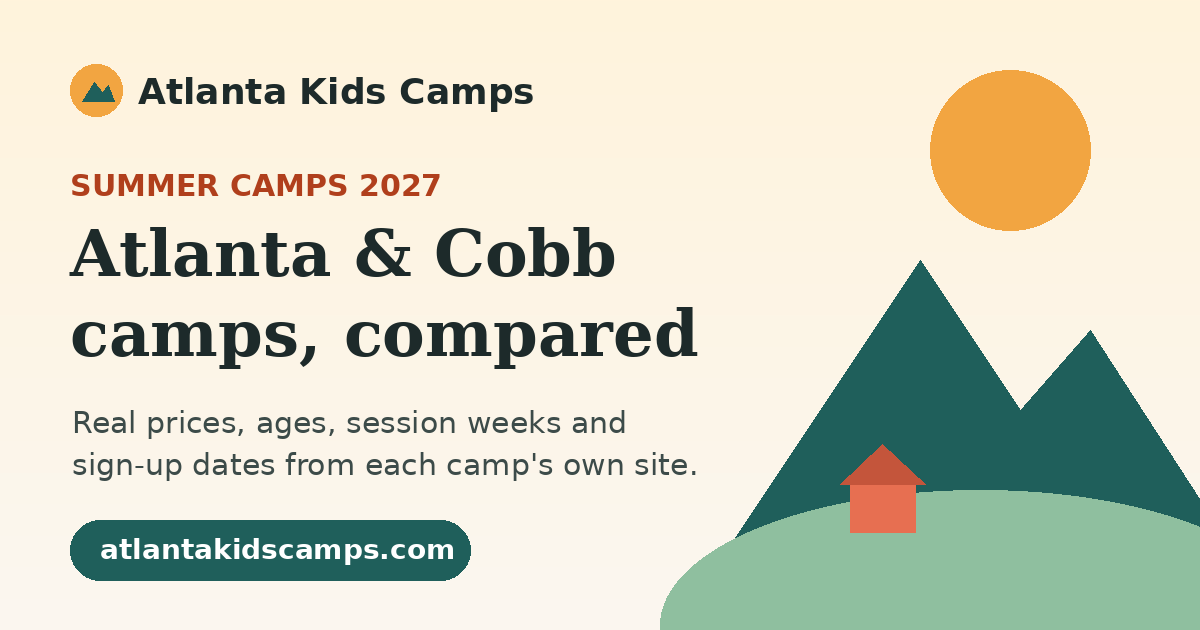 Atlanta Kids Camps
SUMMER CAMPS 2027
Atlanta & Cobb
camps, compared
Real prices, ages, session weeks and
sign-up dates from each camp's own site.
atlantakidscamps.com